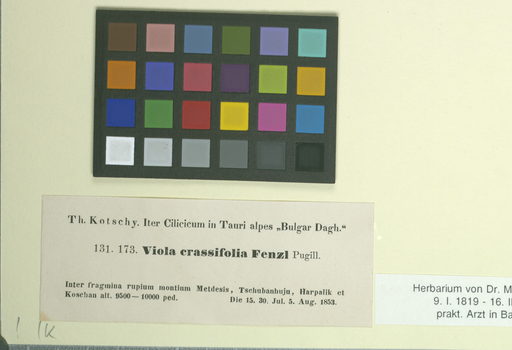 Th. Kotschy. Iter Cilicicum in Tauri alpes „Bulgar Dagh.“
131. 173. Viola crassifolia Fenzl Pugill.
Inter fragmina rupium montium Metdesis, Tschubanhuju, Harpalik et
Koschan alt. 9500—10000 ped. Die 15. 30. Jul. 5. Aug. 1853.
Herbarium von Dr. M
9. I. 1819 - 16. II
prakt. Arzt in Ba